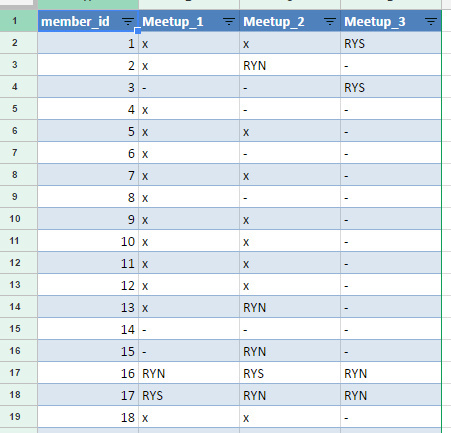 1 member_id Meetup_1 Meetup_2 Meetup_3
2 1 x x RYS
3 2 x RYN -
4 3 - - RYS
5 4 x - -
6 5 x x -
7 6 x - -
8 7 x x -
9 8 x - -
10 9 x x -
11 10 x x -
12 11 x x -
13 12 x x -
14 13 x RYN -
15 14 - - -
16 15 - RYN -
17 16 RYN RYS RYN
18 17 RYS RYN RYN
19 18 x x -